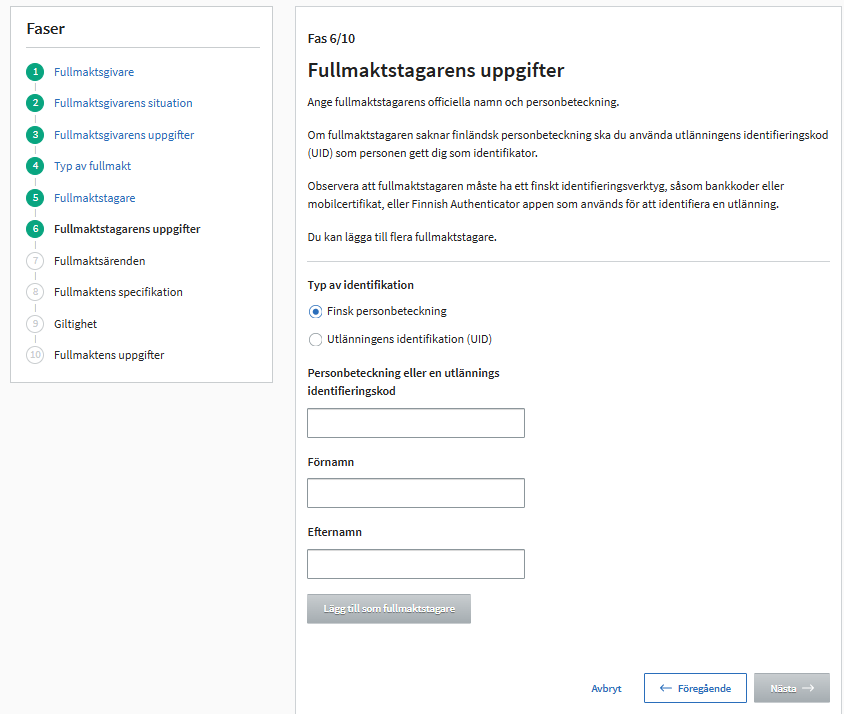 Faser
1 Fullmaktsgivare
2 Fullmaktsgivarens situation
3 Fullmaktsgivarens uppgifter
4 Typ av fullmakt
5 Fullmaktstagare
6 Fullmaktstagarens uppgifter
7 Fullmaktsärenden
8 Fullmaktens specifikation
9 Giltighet
10 Fullmaktens uppgifter
Fas 6/10
Fullmaktstagarens uppgifter
Ange fullmaktstagarens officiella namn och personbeteckning.
Om fullmaktstagaren saknar finländsk personbeteckning ska du använda utlänningens identifieringskod
(UID) som personen gett dig som identifikator.
Observera att fullmaktstagaren måste ha ett finskt identifieringsverktyg, såsom bankkoder eller
mobilcertifikat, eller Finnish Authenticator appen som används för att identifiera en utlänning.
Du kan lägga till flera fullmaktstagare.
Typ av identifikation
Finsk personbeteckning
Utlänningens identifikation (UID)
Personbeteckning eller en utlännings
identifieringskod
Förnamn
Efternamn
Lägg till som fullmaktstagare
Avbryt
← Föregående
Nästa →